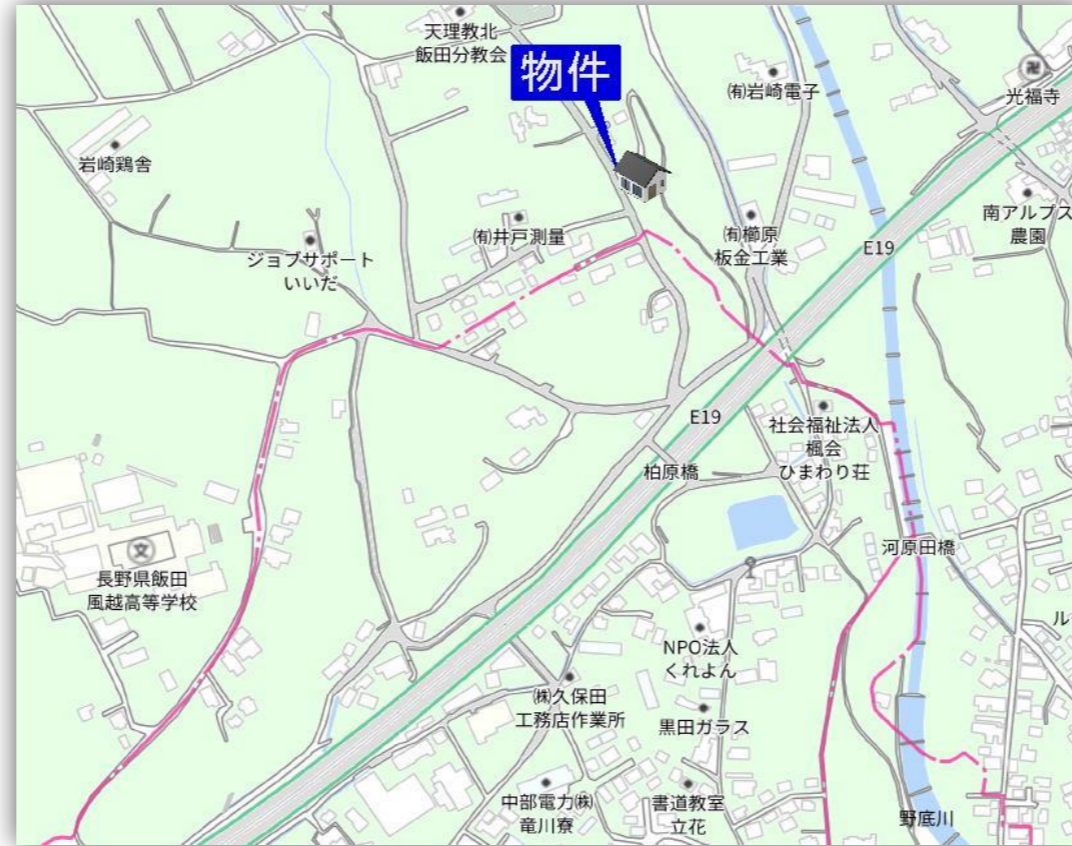 天理教北
飯田分教会
物件
㈲岩崎電子
光福寺
岩崎鶏舎
南アルプス
農園
㈲井戸測量
㈲櫛原
板金工業
E19
ジョブサポート
いいだ
E19
社会福祉法人
楓会
ひまわり荘
柏原橋
河原田橋
文
長野県飯田
風越高等学校
ル
NPO法人
くれよん
㈱久保田
工務店作業所
黒田ガラス
中部電力㈱
竜川寮
書道教室
立花
野底川